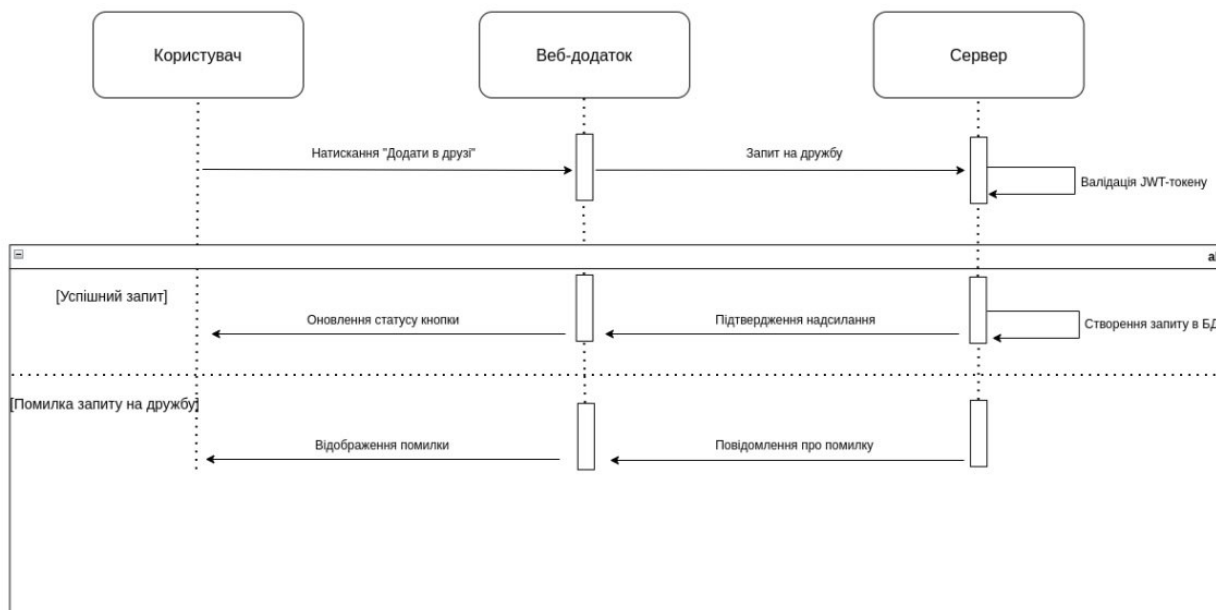 Користувач
Веб-додаток
Сервер
Натискання "Додати в друзі"
Запит на дружбу
Валідація JWT-токену
[Успішний запит]
Оновлення статусу кнопки
Підтвердження надсилання
Створення запиту в БД
[Помилка запиту на дружбу]
Відображення помилки
Повідомлення про помилку